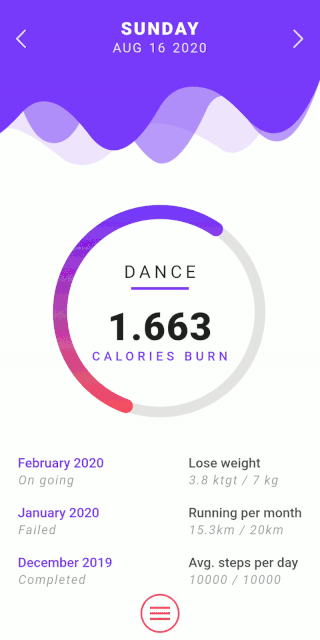 SUNDAY
AUG 16 2020
DANCE
1.663
CALORIES BURN
February 2020
On going
Lose weight
3.8 ktgt / 7 kg
January 2020
Failed
Running per month
15.3km / 20km
December 2019
Completed
Avg. steps per day
10000 / 10000